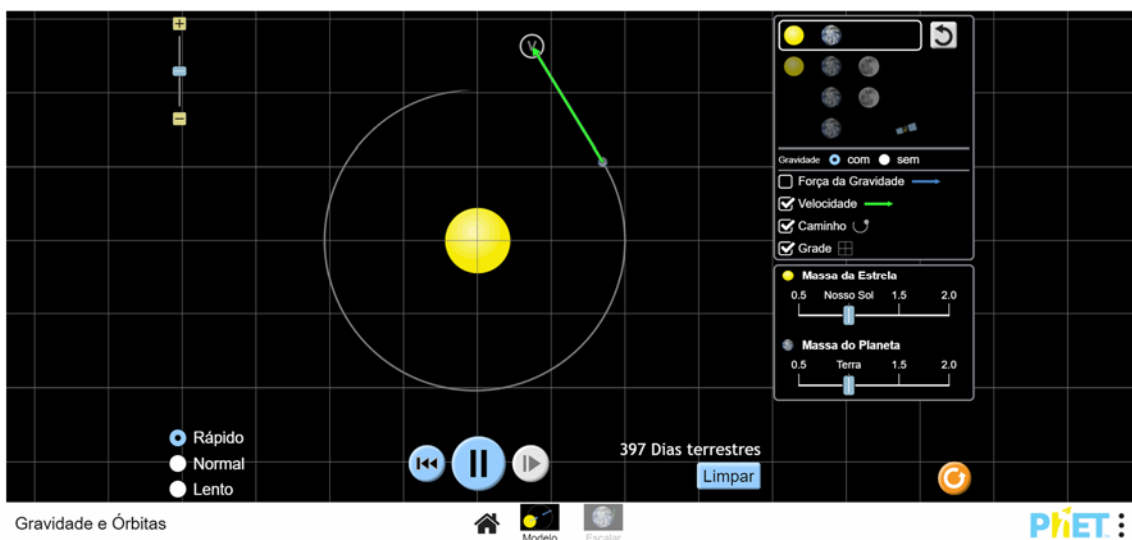 +
V
−
Gravidade com sem
Força da Gravidade
Velocidade
Caminho
Grade
Massa da Estrela
0.5 Nosso Sol 1.5 2.0
Massa do Planeta
0.5 Terra 1.5 2.0
Rápido
Normal
Lento
397 Dias terrestres
Limpar
Gravidade e Órbitas
Modelo
Escalar
PhET